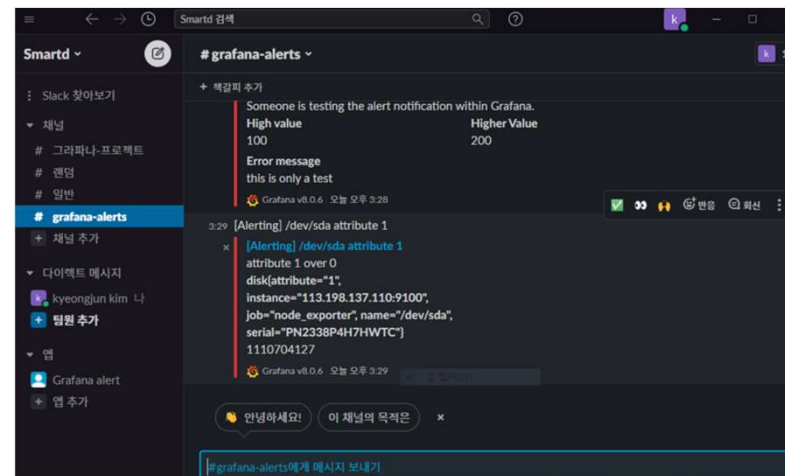 Smartd 검색
k
Smartd
# grafana-alerts
k
Slack 찾아보기
+ 책갈피 추가
채널
# 그라파나-프로젝트
# 랜덤
# 일반
# grafana-alerts
+ 채널 추가
다이렉트 메시지
k kyeongjun kim 나
+ 팀원 추가
앱
Grafana alert
+ 앱 추가
Someone is testing the alert notification within Grafana.
High value Higher Value
100 200
Error message
this is only a test
Grafana v8.0.6 오늘 오후 3:28
반응 회신
3:29 [Alerting] /dev/sda attribute 1
[Alerting] /dev/sda attribute 1
attribute 1 over 0
disk{attribute="1",
instance="113.198.137.110:9100",
job="node_exporter", name="/dev/sda",
serial="PN2338P4H7HWTC"}
1110704127
Grafana v8.0.6 오늘 오후 3:29
안녕하세요! 이 채널의 목적은
#grafana-alerts에게 메시지 보내기